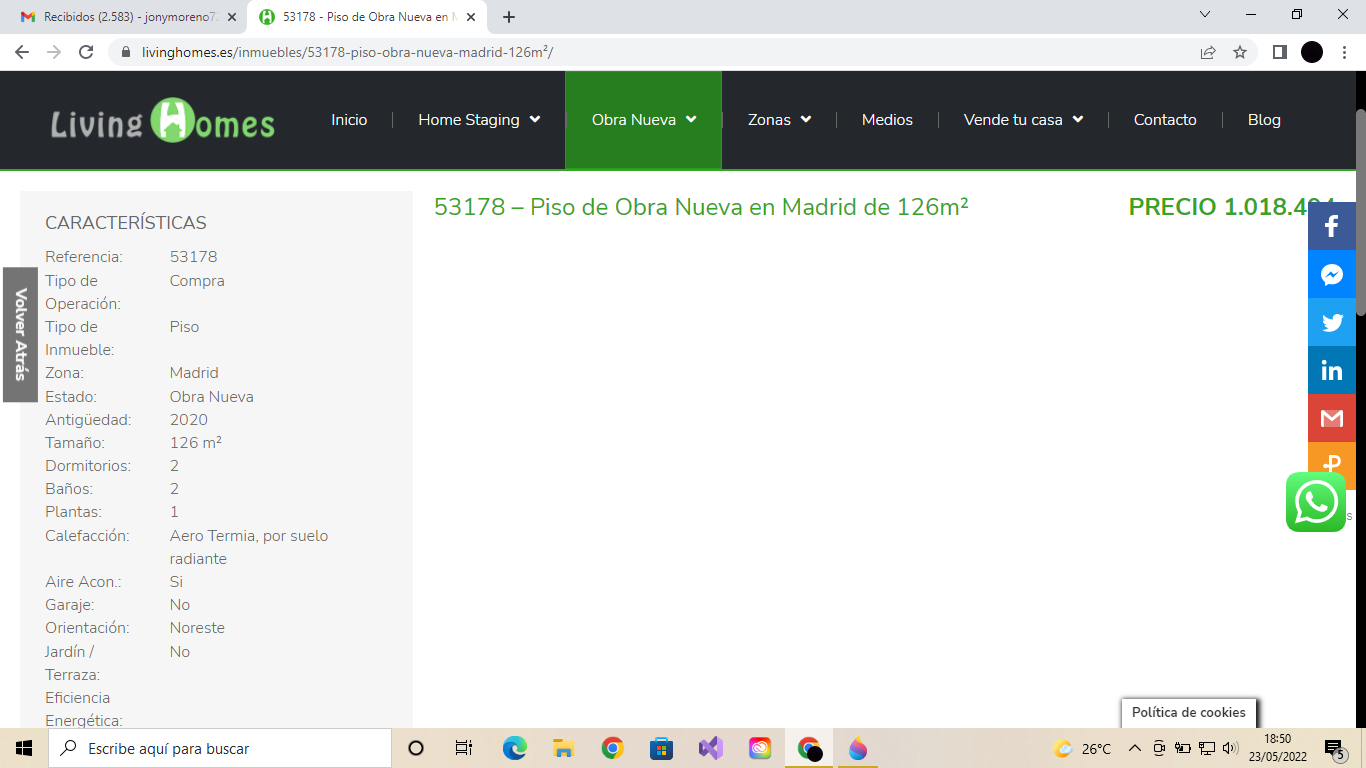 Recibidos (2.583) - jonymoreno7
53178 - Piso de Obra Nueva en M
livinghomes.es/inmuebles/53178-piso-obra-nueva-madrid-126m²/
Living Homes
Inicio
Home Staging
Obra Nueva
Zonas
Medios
Vende tu casa
Contacto
Blog
53178 – Piso de Obra Nueva en Madrid de 126m²
PRECIO
Volver Atrás
CARACTERÍSTICAS
Referencia: 53178
Tipo de Compra
Operación:
Tipo de Piso
Inmueble:
Zona: Madrid
Estado: Obra Nueva
Antigüedad: 2020
Tamaño: 126 m²
Dormitorios: 2
Baños: 2
Plantas: 1
Calefacción: Aero Termia, por suelo
radiante
Aire Acon.: Si
Garaje: No
Orientación: Noreste
Jardín / No
Terraza:
Eficiencia
Energética:
Política de cookies
Escribe aquí para buscar
26°C
18:50
23/05/2022
5